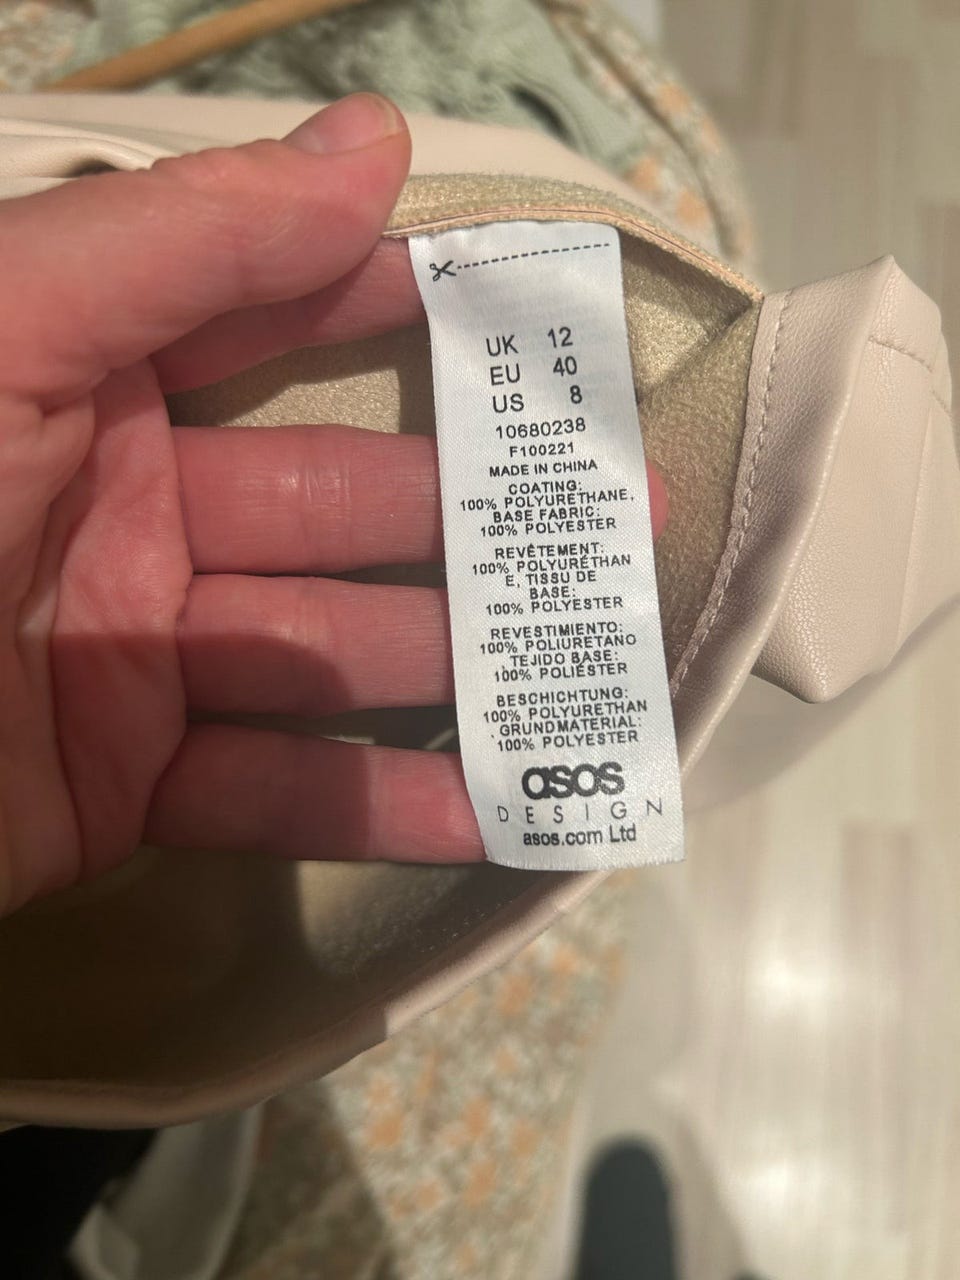 UK 12
EU 40
US 8
10680238
F100221
MADE IN CHINA
COATING:
100% POLYURETHANE,
BASE FABRIC:
100% POLYESTER
REVÊTEMENT:
100% POLYURÉTHAN
E, TISSU DE
BASE:
100% POLYESTER
REVESTIMIENTO:
100% POLIURETANO
, TEJIDO BASE:
100% POLIÉSTER
BESCHICHTUNG:
100% POLYURETHAN
, GRUNDMATERIAL:
100% POLYESTER
asos
DESIGN
asos.com Ltd